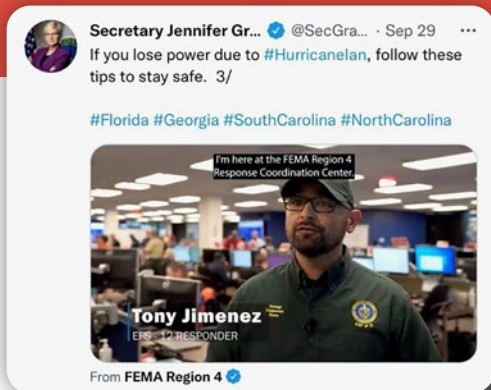 Secretary Jennifer Gr... @SecGra... · Sep 29 ...
If you lose power due to #HurricaneIan, follow these
tips to stay safe.  3/
#Florida #Georgia #SouthCarolina #NorthCarolina
I'm here at the FEMA Region 4
Response Coordination Center.
Tony Jimenez
EFS - 12 RESPONDER
From FEMA Region 4